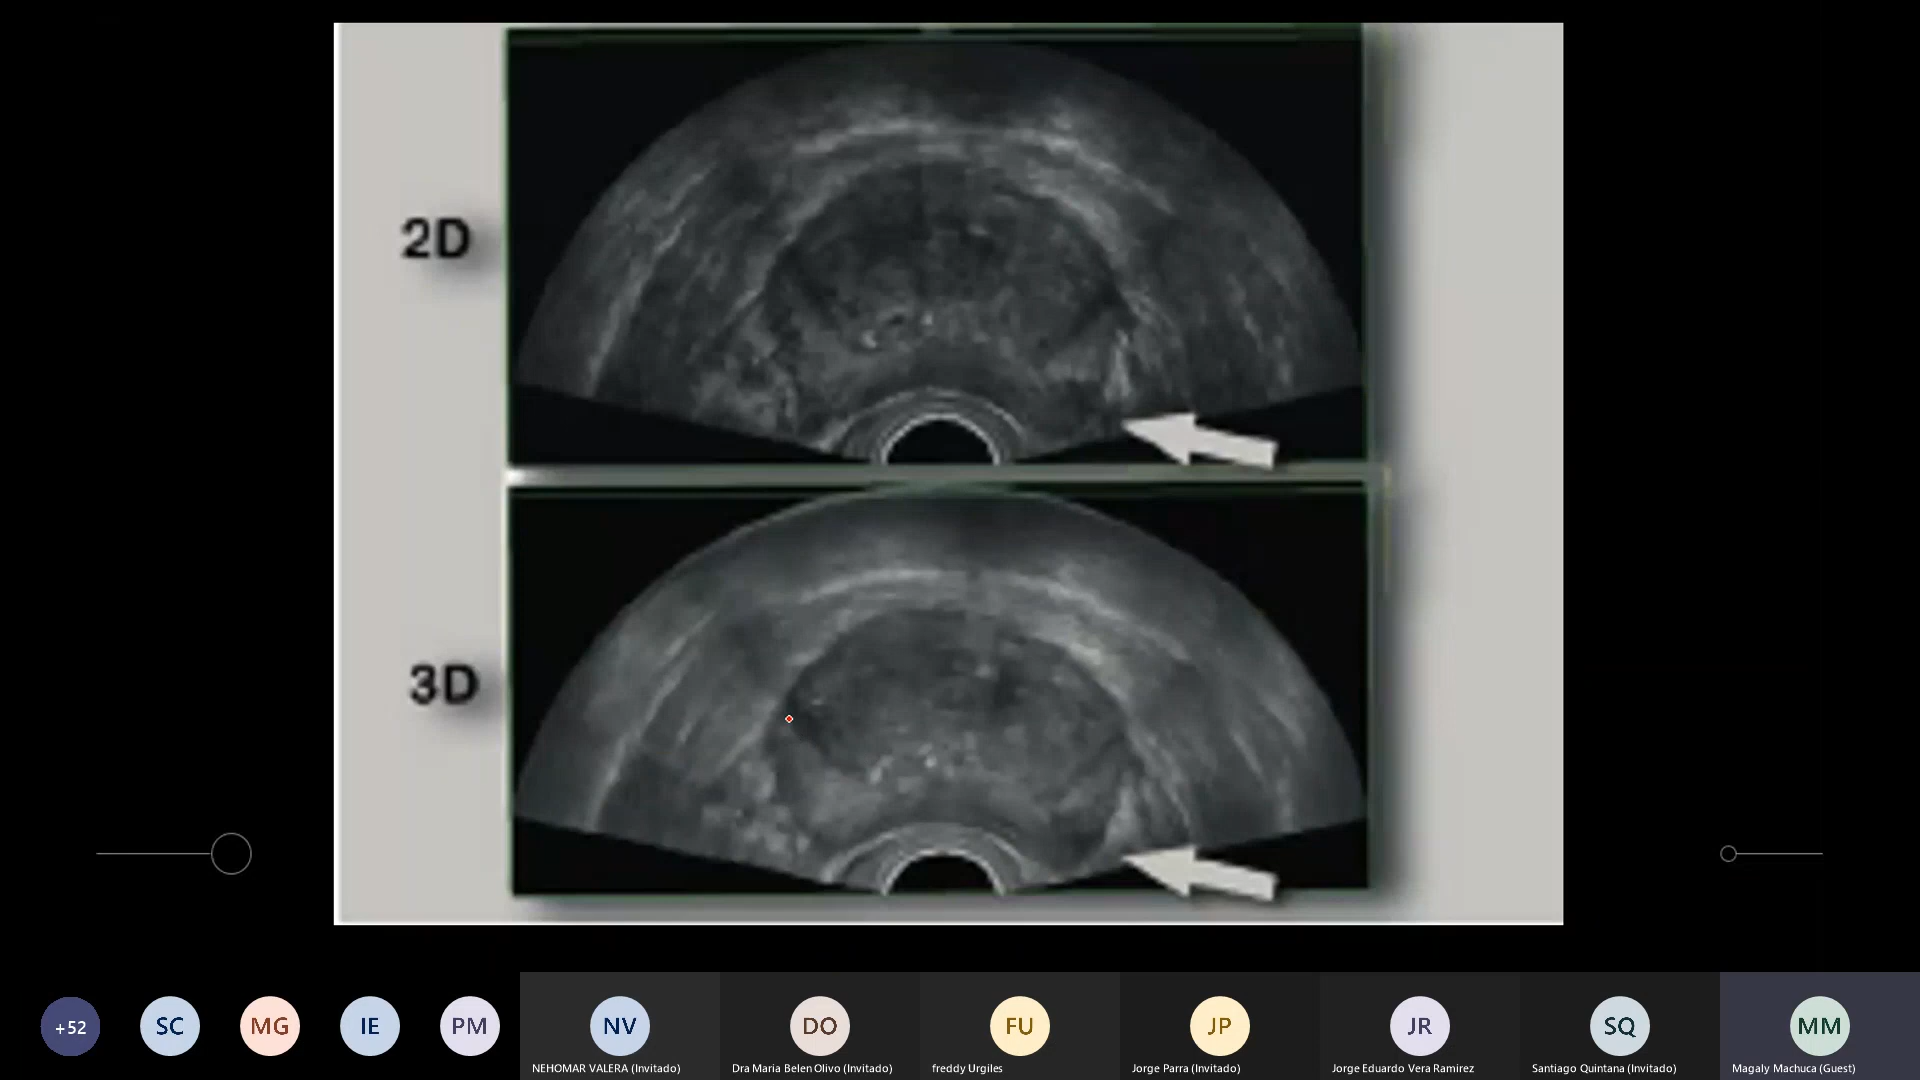 2D
3D
+52
SC
MG
IE
PM
NV
DO
FU
JP
JR
SQ
MM
NEHOMAR VALERA (Invitado)
Dra Maria Belen Olivo (Invitado)
freddy Urgiles
Jorge Parra (Invitado)
Jorge Eduardo Vera Ramirez
Santiago Quintana (Invitado)
Magaly Machuca (Guest)